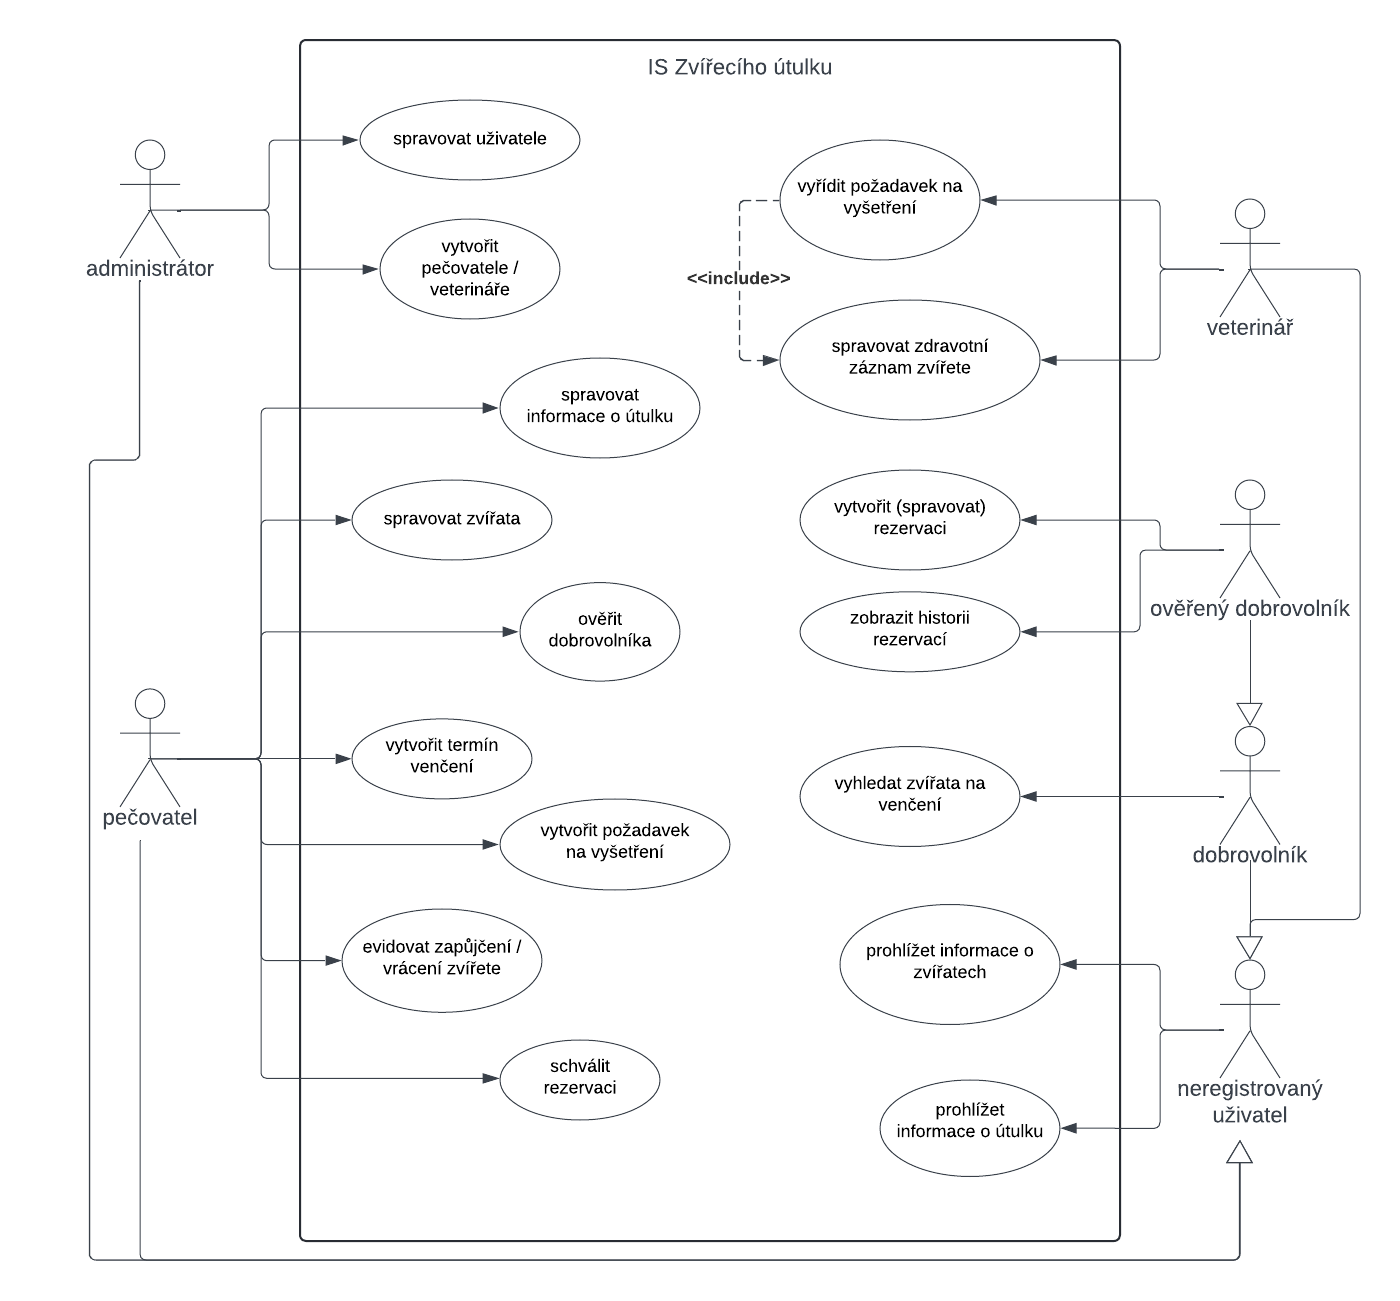 IS Zvířecího útulku
spravovat uživatele
vytvořit
pečovatele /
veterináře
administrátor
vyřídit požadavek na
vyšetření
<<include>>
spravovat zdravotní
záznam zvířete
veterinář
spravovat
informace o útulku
spravovat zvířata
ověřit
dobrovolníka
vytvořit (spravovat)
rezervaci
zobrazit historii
rezervací
ověřený dobrovolník
vytvořit termín
venčení
pečovatel
vytvořit požadavek
na vyšetření
vyhledat zvířata na
venčení
dobrovolník
evidovat zapůjčení /
vrácení zvířete
prohlížet informace o
zvířatech
schválit
rezervaci
prohlížet
informace o útulku
neregistrovaný
uživatel